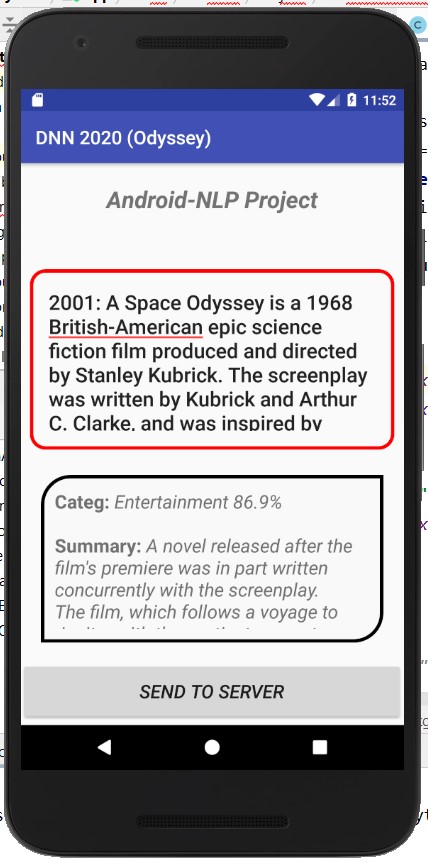 11:52
DNN 2020 (Odyssey)
Android-NLP Project
2001: A Space Odyssey is a 1968
British-American epic science
fiction film produced and directed
by Stanley Kubrick. The screenplay
was written by Kubrick and Arthur
C. Clarke, and was inspired by
Categ: Entertainment 86.9%
Summary: A novel released after the
film's premiere was in part written
concurrently with the screenplay.
The film, which follows a voyage to
SEND TO SERVER